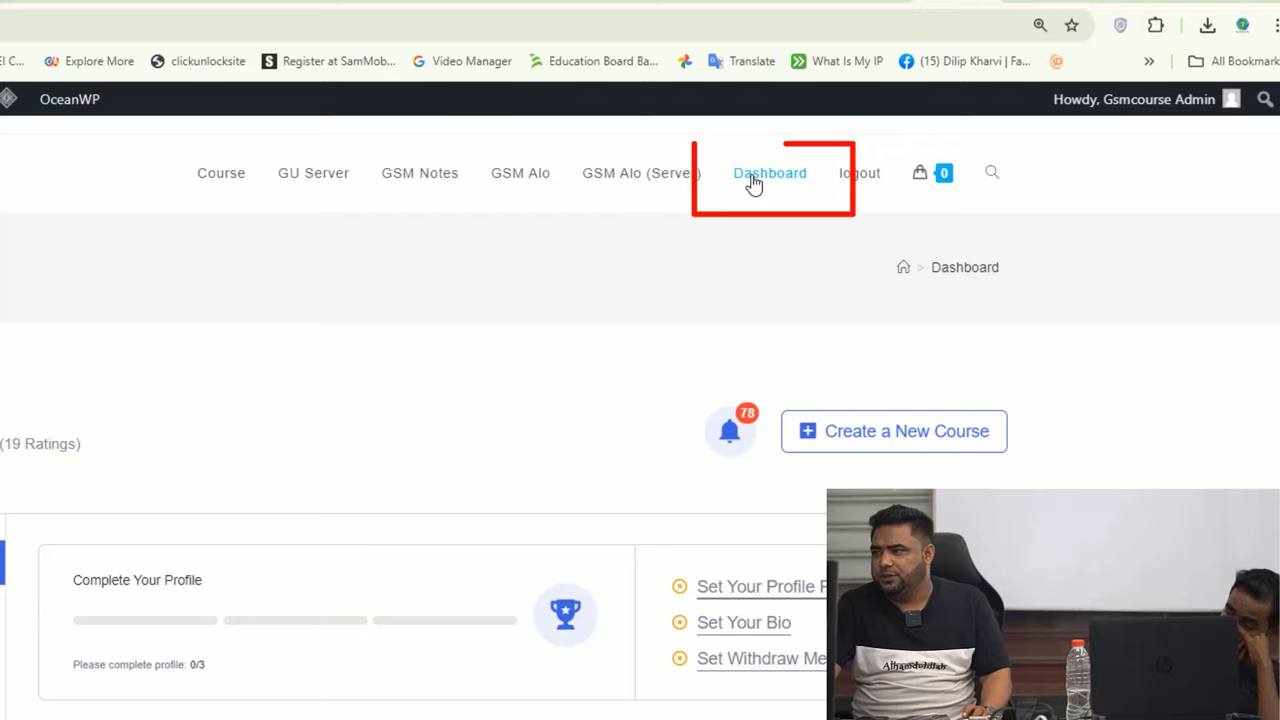 El C...
Explore More
clickunlocksite
Register at SamMob...
Video Manager
Education Board Ba...
Translate
What Is My IP
(15) Dilip Kharvi | Fa...
»
All Bookmark
OceanWP
Howdy, Gsmcourse Admin
Course
GU Server
GSM Notes
GSM Alo
GSM Alo (Server)
Dashboard
logout
0
> Dashboard
(19 Ratings)
78
Create a New Course
Complete Your Profile
Please complete profile: 0/3
Set Your Profile P
Set Your Bio
Set Withdraw Me
Alhamdulillah